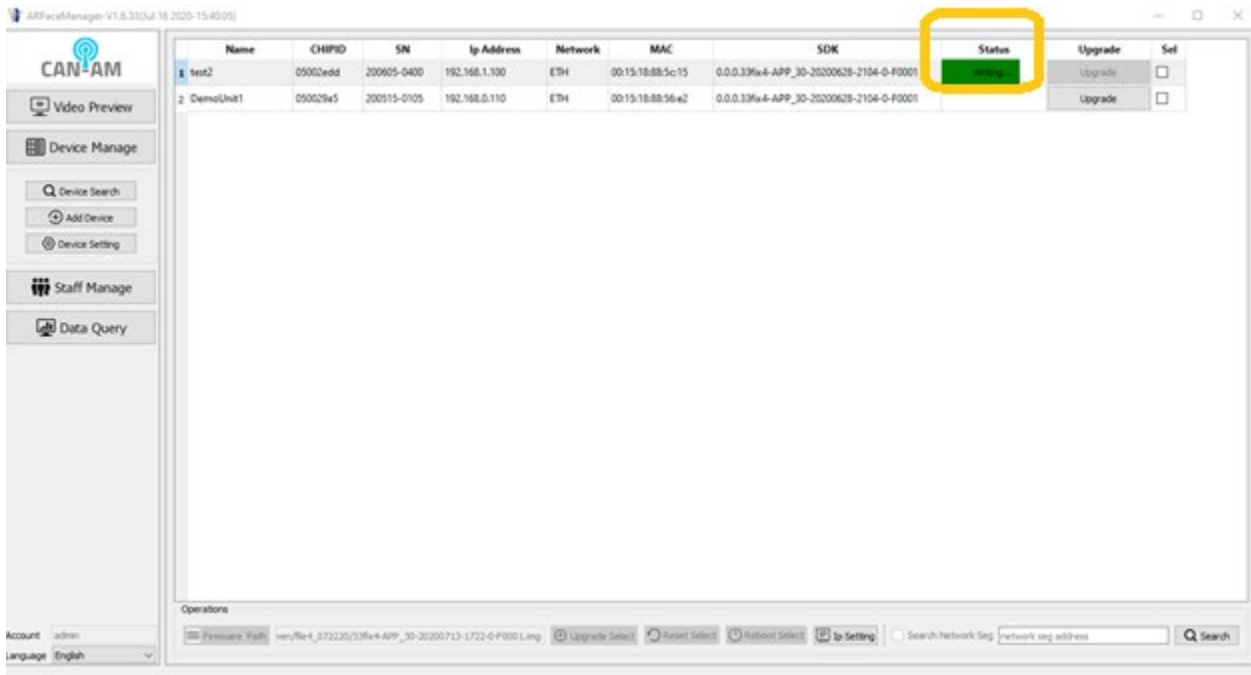 ARFaceManager-V1.6.33(Jul 16 2020-15:40:05)
CAN-AM
Video Preview
Device Manage
Device Search
Add Device
Device Setting
Staff Manage
Data Query
Account admin
Language English
Name CHIPID SN Ip Address Network MAC SDK Status Upgrade Sel
1 test2 05002edd 200605-0400 192.168.1.100 ETH 00:15:18:88:5c:15 0.0.0.33fix4-APP_30-20200628-2104-0-F0001 Writing... Upgrade
2 DemoUnit1 050029a5 200515-0105 192.168.0.110 ETH 00:15:18:88:56:e2 0.0.0.33fix4-APP_30-20200628-2104-0-F0001 Upgrade
Operations
Firmware Path Upgrade Select Reset Select Reboot Select Ip Setting Search Network Seg network seg address Search